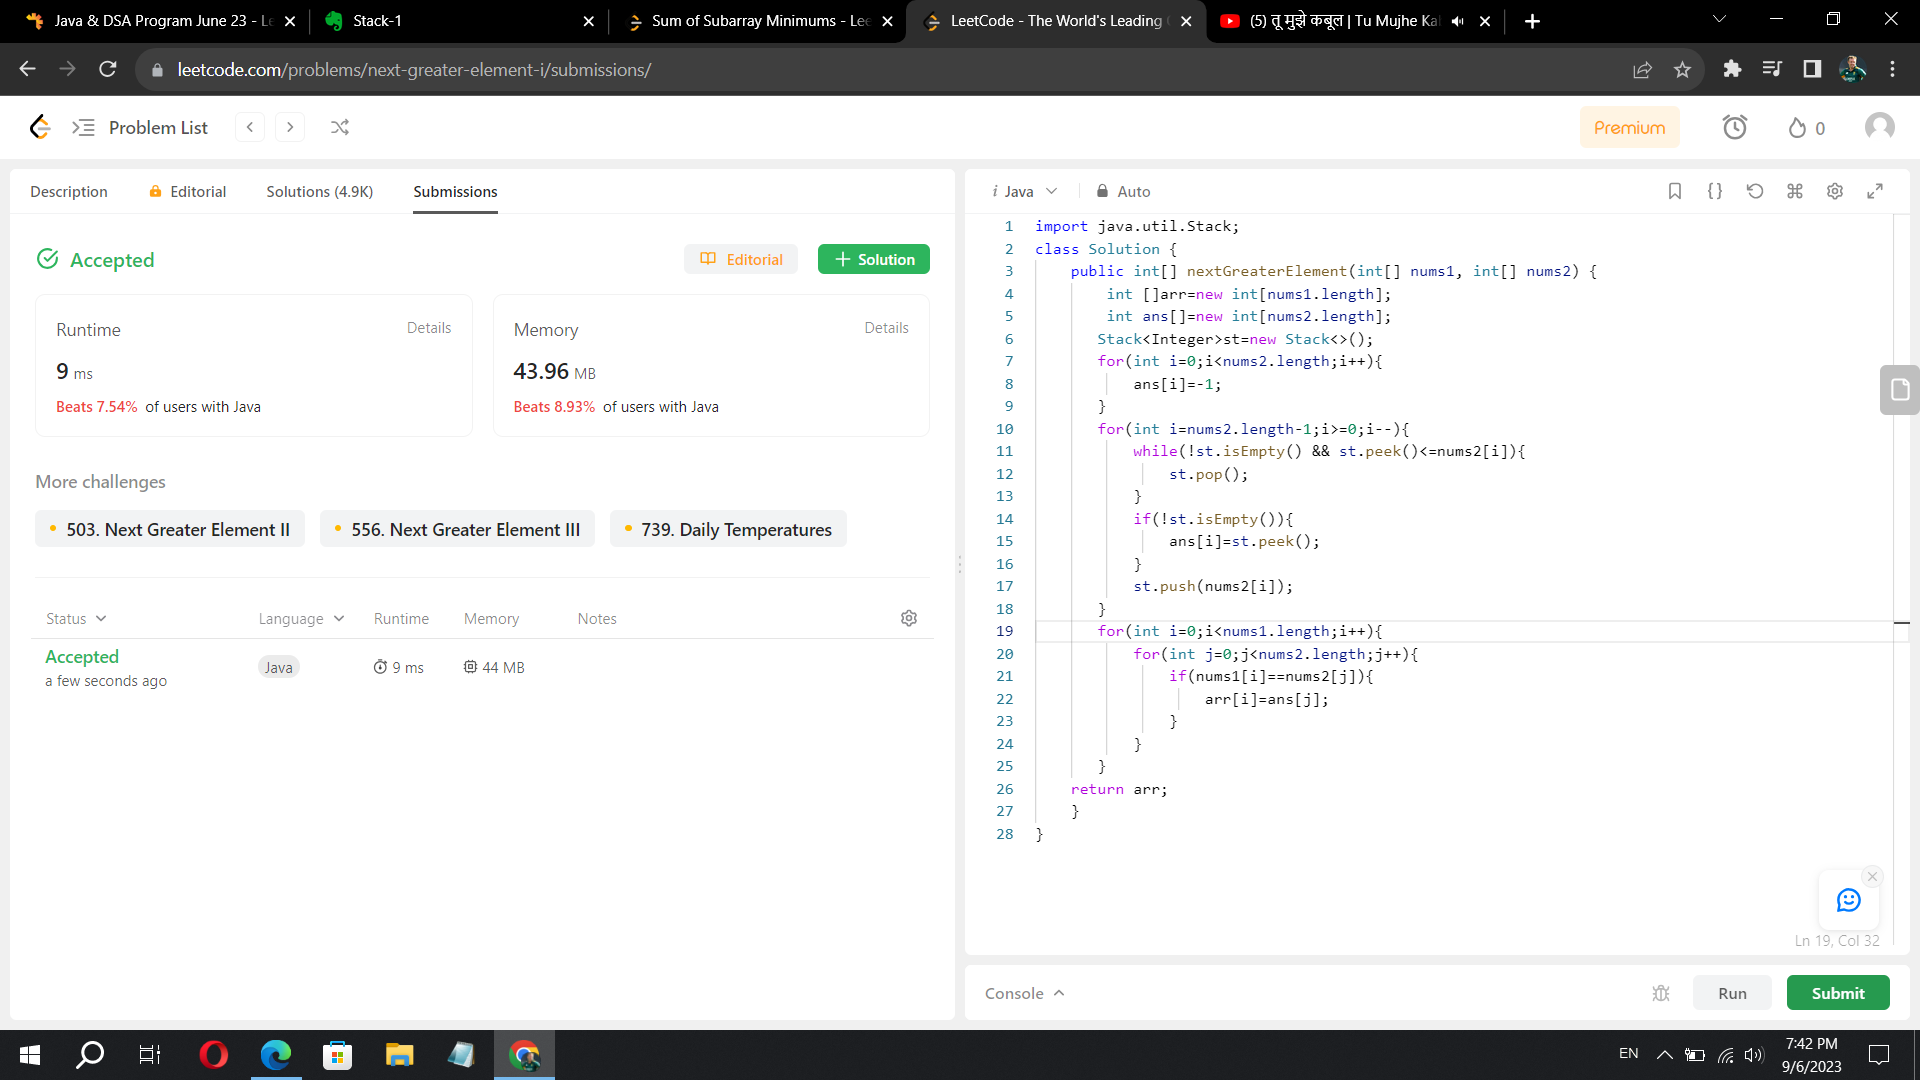 Java & DSA Program June 23 - Le
Stack-1
Sum of Subarray Minimums - Lee
LeetCode - The World's Leading
(5) तू मुझे कबूल | Tu Mujhe Ka
leetcode.com/problems/next-greater-element-i/submissions/
Problem List
Premium
0
Description
Editorial
Solutions (4.9K)
Submissions
Accepted
Editorial
Solution
Runtime
Details
9 ms
Beats 7.54% of users with Java
Memory
Details
43.96 MB
Beats 8.93% of users with Java
More challenges
503. Next Greater Element II
556. Next Greater Element III
739. Daily Temperatures
Status
Language
Runtime
Memory
Notes
Accepted
a few seconds ago
Java
9 ms
44 MB
i Java
Auto
1 import java.util.Stack;
2 class Solution {
3 public int[] nextGreaterElement(int[] nums1, int[] nums2) {
4 int []arr=new int[nums1.length];
5 int ans[]=new int[nums2.length];
6 Stack<Integer>st=new Stack<>();
7 for(int i=0;i<nums2.length;i++){
8 ans[i]=-1;
9 }
10 for(int i=nums2.length-1;i>=0;i--){
11 while(!st.isEmpty() && st.peek()<=nums2[i]){
12 st.pop();
13 }
14 if(!st.isEmpty()){
15 ans[i]=st.peek();
16 }
17 st.push(nums2[i]);
18 }
19 for(int i=0;i<nums1.length;i++){
20 for(int j=0;j<nums2.length;j++){
21 if(nums1[i]==nums2[j]){
22 arr[i]=ans[j];
23 }
24 }
25 }
26 return arr;
27 }
28 }
Ln 19, Col 32
Console
Run
Submit
EN
7:42 PM
9/6/2023